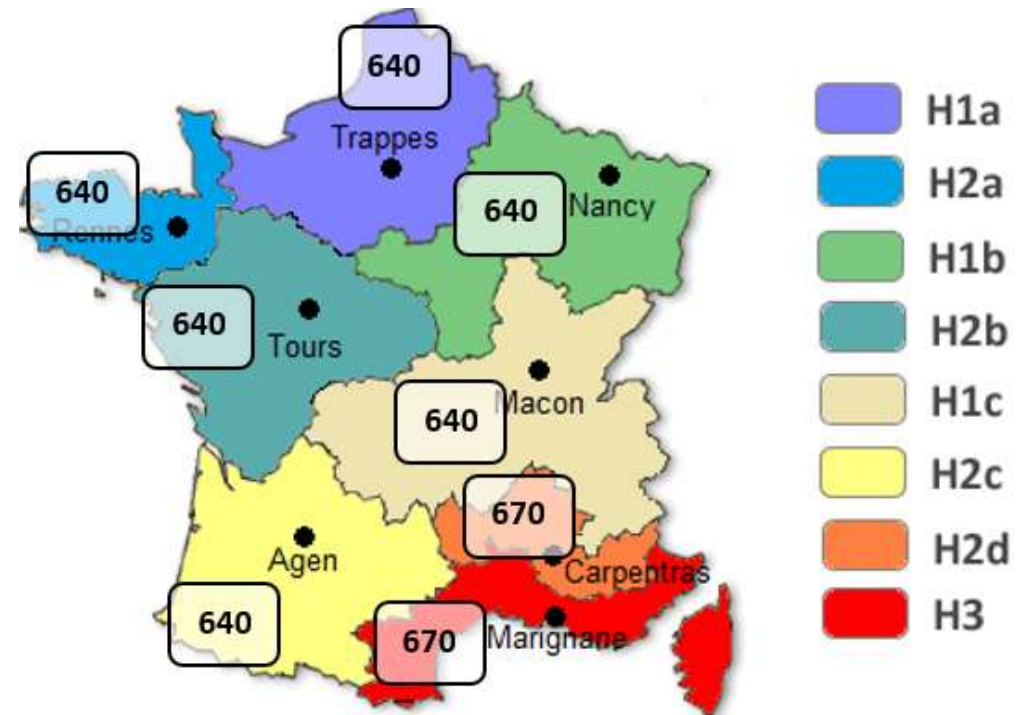 640
Trappes
640
Rennes
640
Nancy
640
Tours
640
Macon
670
Carpentras
Agen
640
670
Marignane
H1a
H2a
H1b
H2b
H1c
H2c
H2d
H3